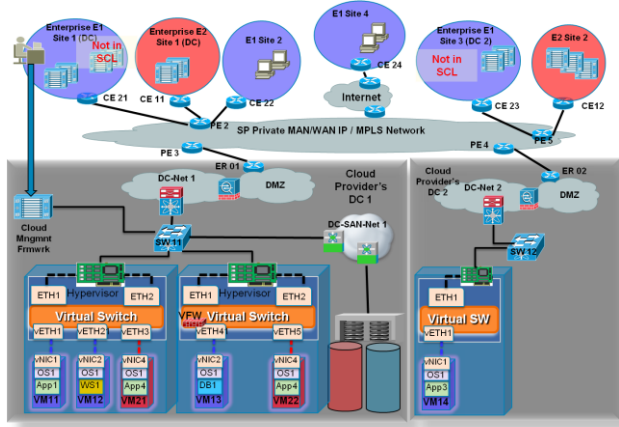 Enterprise E1
Site 1 (DC)
Not in
SCL
Enterprise E2
Site 1 (DC)
E1 Site 2
E1 Site 4
Enterprise E1
Site 3 (DC 2)
Not in
SCL
E2 Site 2
CE 21
CE 11
CE 22
CE 24
CE 23
CE12
Internet
PE 2
SP Private MAN/WAN IP / MPLS Network
PE 5
PE 3
PE 4
ER 01
ER 02
DC-Net 1
DMZ
Cloud
Provider's
DC 1
Cloud
Provider's
DC 2
DC-Net 2
DMZ
Cloud
Mngmnt
Frmwrk
SW11
DC-SAN-Net 1
SW12
ETH1
Hypervisor
ETH2
Virtual Switch
vETH1
vETH2
vETH3
ETH1
Hypervisor
ETH2
VFW
Virtual Switch
vETH4
vETH5
ETH1
Virtual SW
vETH1
vNIC1
OS1
App1
VM11
vNIC2
OS1
WS1
VM12
vNIC4
OS1
App4
VM21
vNIC2
OS1
DB1
VM13
vNIC4
OS1
App4
VM22
vNIC1
OS1
App3
VM14